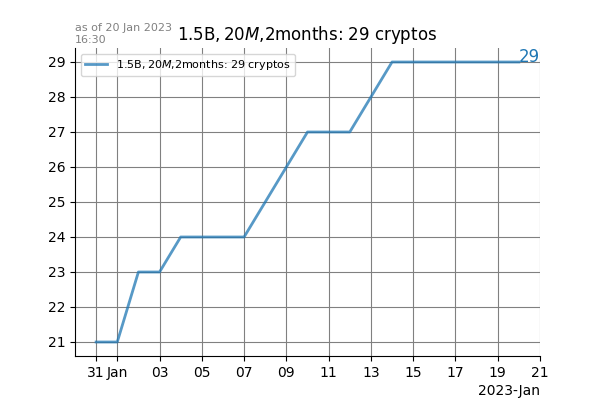 as of 20 Jan 2023
16:30
1.5B, 20M,2months: 29 cryptos
1.5B, 20M,2months: 29 cryptos
29
29
28
27
26
25
24
23
22
21
31 Jan 03 05 07 09 11 13 15 17 19 21
2023-Jan